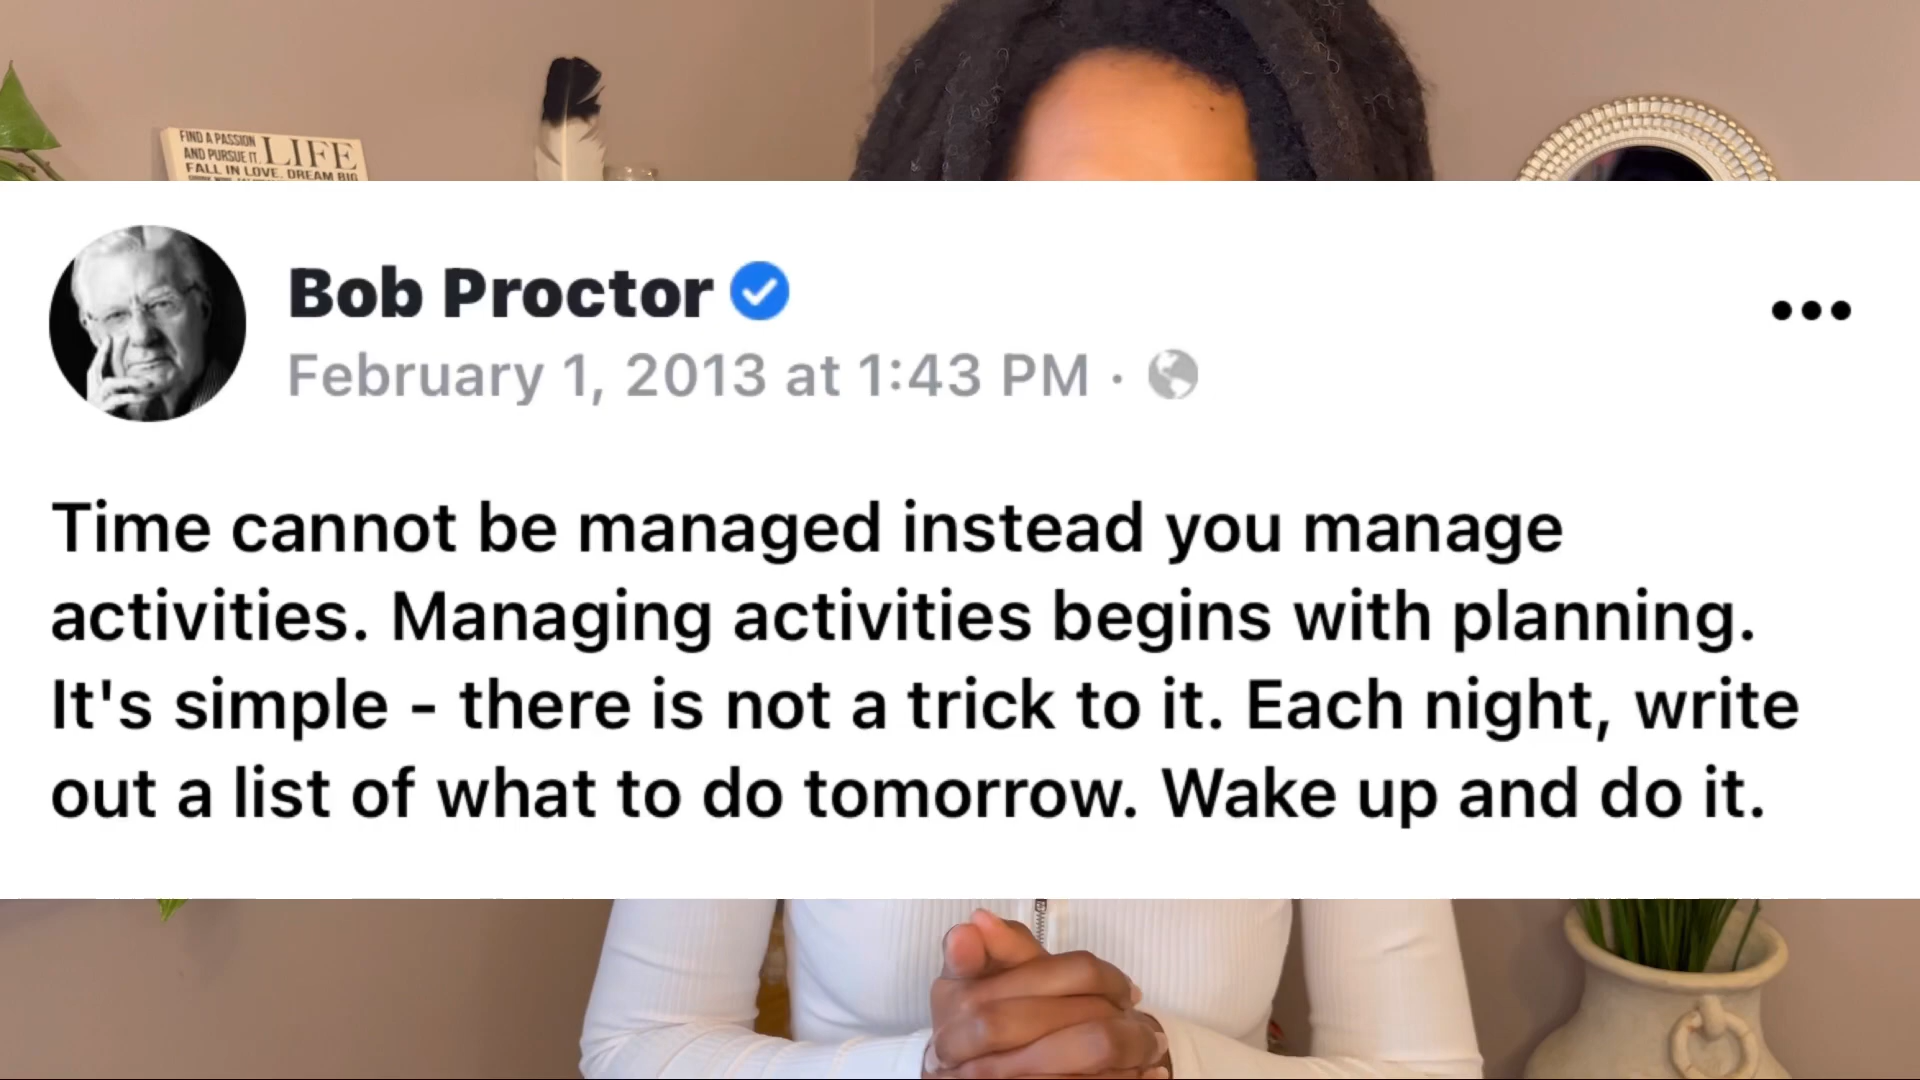 FIND A PASSION
AND PURSUE IT.
LIFE
FALL IN LOVE. DREAM BIG
Bob Proctor
February 1, 2013 at 1:43 PM ·
Time cannot be managed instead you manage
activities. Managing activities begins with planning.
It's simple - there is not a trick to it. Each night, write
out a list of what to do tomorrow. Wake up and do it.